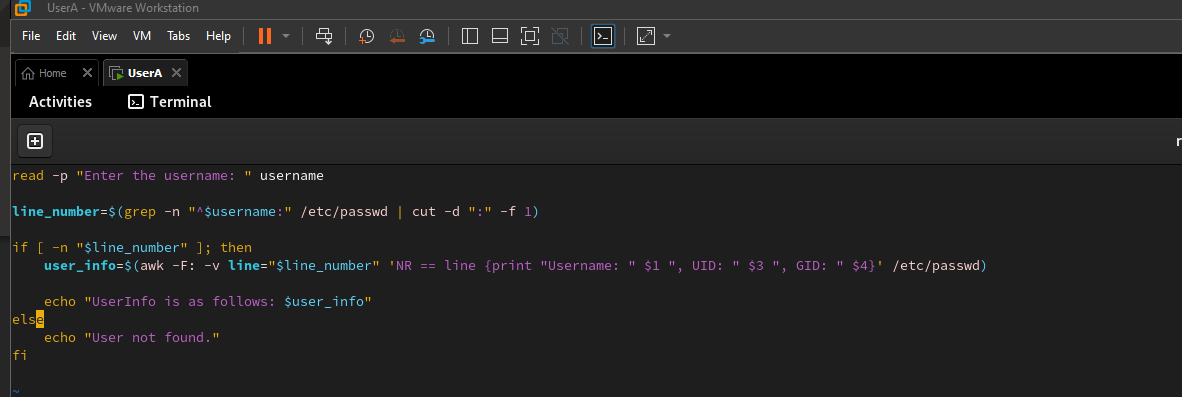 UserA - VMware Workstation
File Edit View VM Tabs Help
Home UserA
Activities Terminal
read -p "Enter the username: " username
line_number=$(grep -n "^$username:" /etc/passwd | cut -d ":" -f 1)
if [ -n "$line_number" ]; then
    user_info=$(awk -F: -v line="$line_number" 'NR == line {print "Username: " $1 ", UID: " $3 ", GID: " $4}' /etc/passwd)
    echo "UserInfo is as follows: $user_info"
else
    echo "User not found."
fi
~